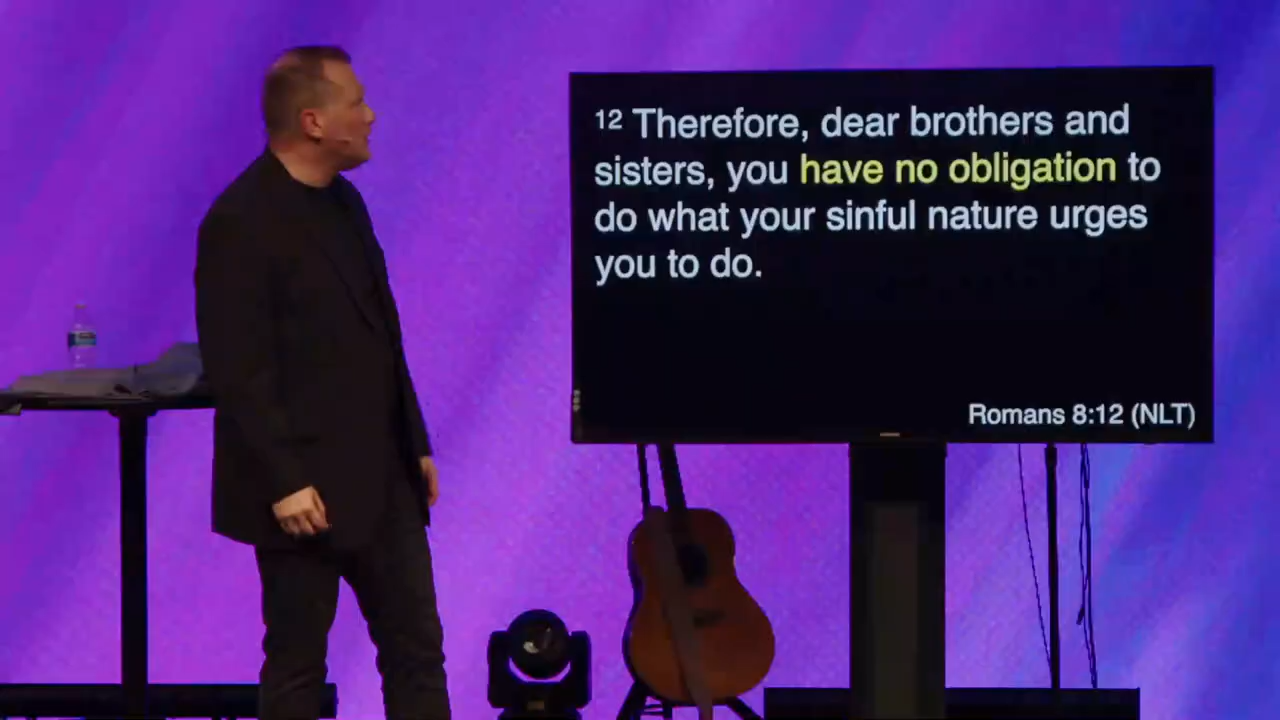 12 Therefore, dear brothers and
sisters, you have no obligation to
do what your sinful nature urges
you to do.
Romans 8:12 (NLT)